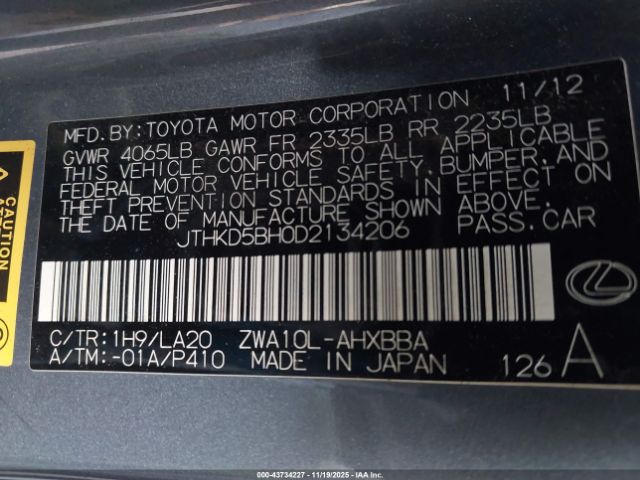 11/12
MFD. BY: TOYOTA MOTOR CORPORATION
GVWR 4065LB GAWR FR 2335LB RR 2235LB
THIS VEHICLE CONFORMS TO ALL APPLICABLE
FEDERAL MOTOR VEHICLE SAFETY, BUMPER, AND
THEFT PREVENTION STANDARDS IN EFFECT ON
THE DATE OF MANUFACTURE SHOWN ABOVE.
JTHKD5BH0D2134206 PASS. CAR
C/TR: 1H9/LA20 ZWA10L-AHXBBA
A/TM: -01A/P410 MADE IN JAPAN 126 A
CAUTION
000-43734227 - 11/19/2025 - IAA, Inc.